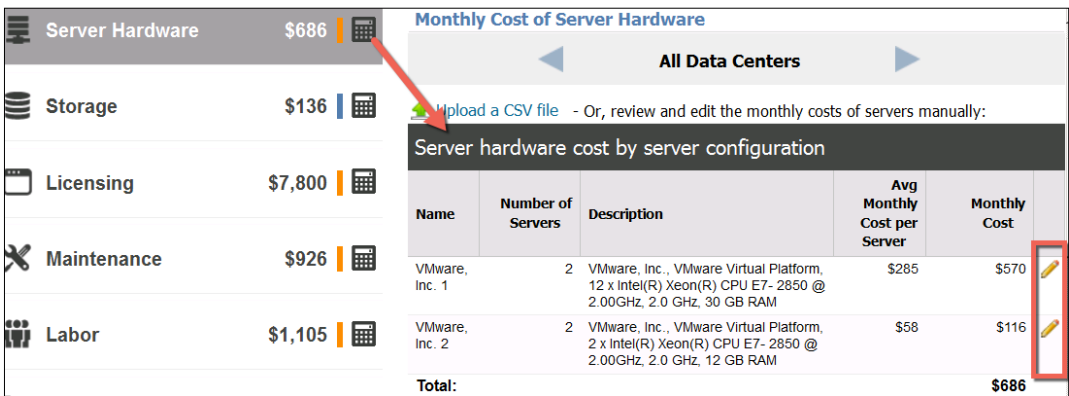 Server Hardware $686
Storage $136
Licensing $7,800
Maintenance $926
Labor $1,105
Monthly Cost of Server Hardware
All Data Centers
Upload a CSV file - Or, review and edit the monthly costs of servers manually:
Server hardware cost by server configuration
Name
Number of
Servers
Description
Avg
Monthly
Cost per
Server
Monthly
Cost
VMware,
Inc. 1
2
VMware, Inc., VMware Virtual Platform,
12 x Intel(R) Xeon(R) CPU E7- 2850 @
2.00GHz, 2.0 GHz, 30 GB RAM
$285
$570
VMware,
Inc. 2
2
VMware, Inc., VMware Virtual Platform,
2 x Intel(R) Xeon(R) CPU E7- 2850 @
2.00GHz, 2.0 GHz, 12 GB RAM
$58
$116
Total: $686